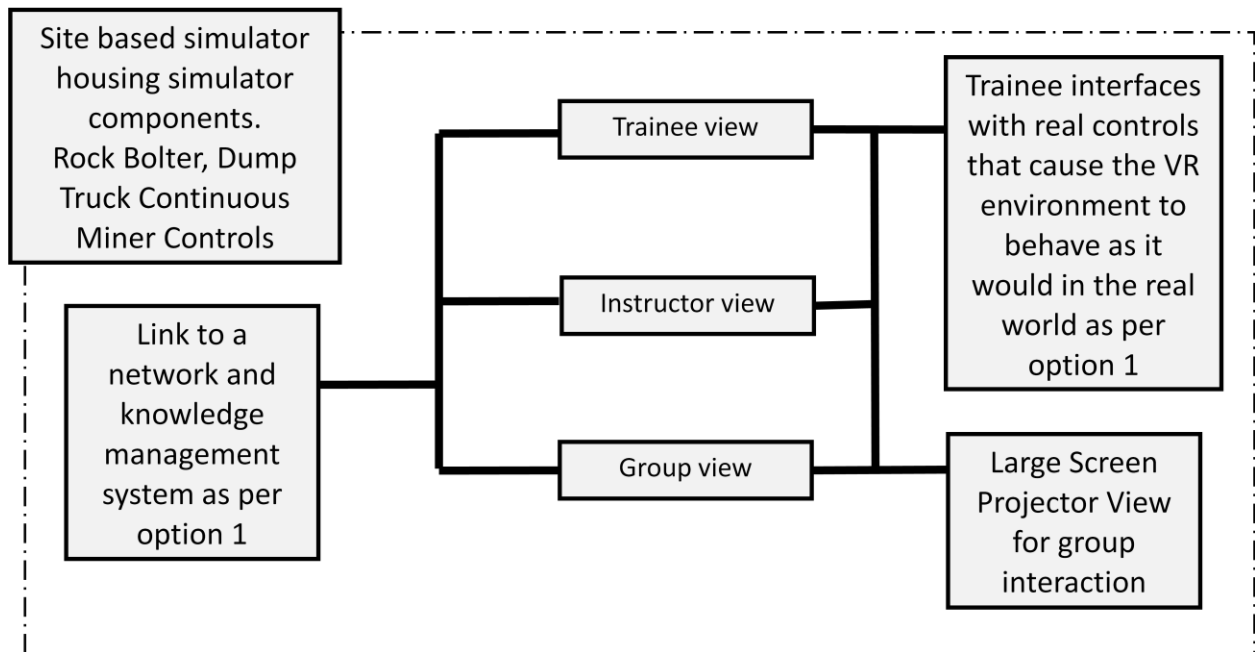 Site based simulator
housing simulator
components.
Rock Bolter, Dump
Truck Continuous
Miner Controls
Link to a
network and
knowledge
management
system as per
option 1
Trainee view
Instructor view
Group view
Trainee interfaces
with real controls
that cause the VR
environment to
behave as it
would in the real
world as per
option 1
Large Screen
Projector View
for group
interaction